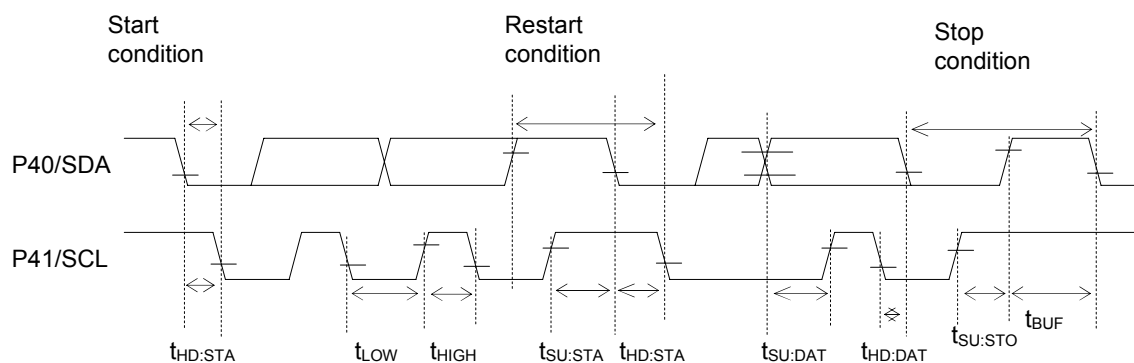 Start
condition
Restart
condition
Stop
condition
P40/SDA
P41/SCL
tHD:STA
tLOW
tHIGH
tSU:STA
tHD:STA
tSU:DAT
tHD:DAT
tSU:STO
tBUF